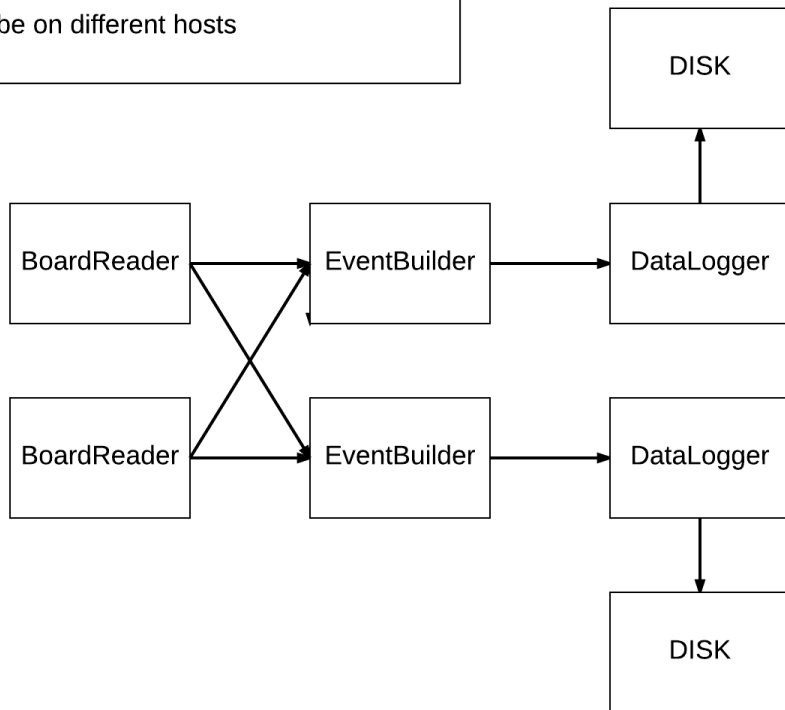 be on different hosts
DISK
BoardReader
EventBuilder
DataLogger
BoardReader
EventBuilder
DataLogger
DISK